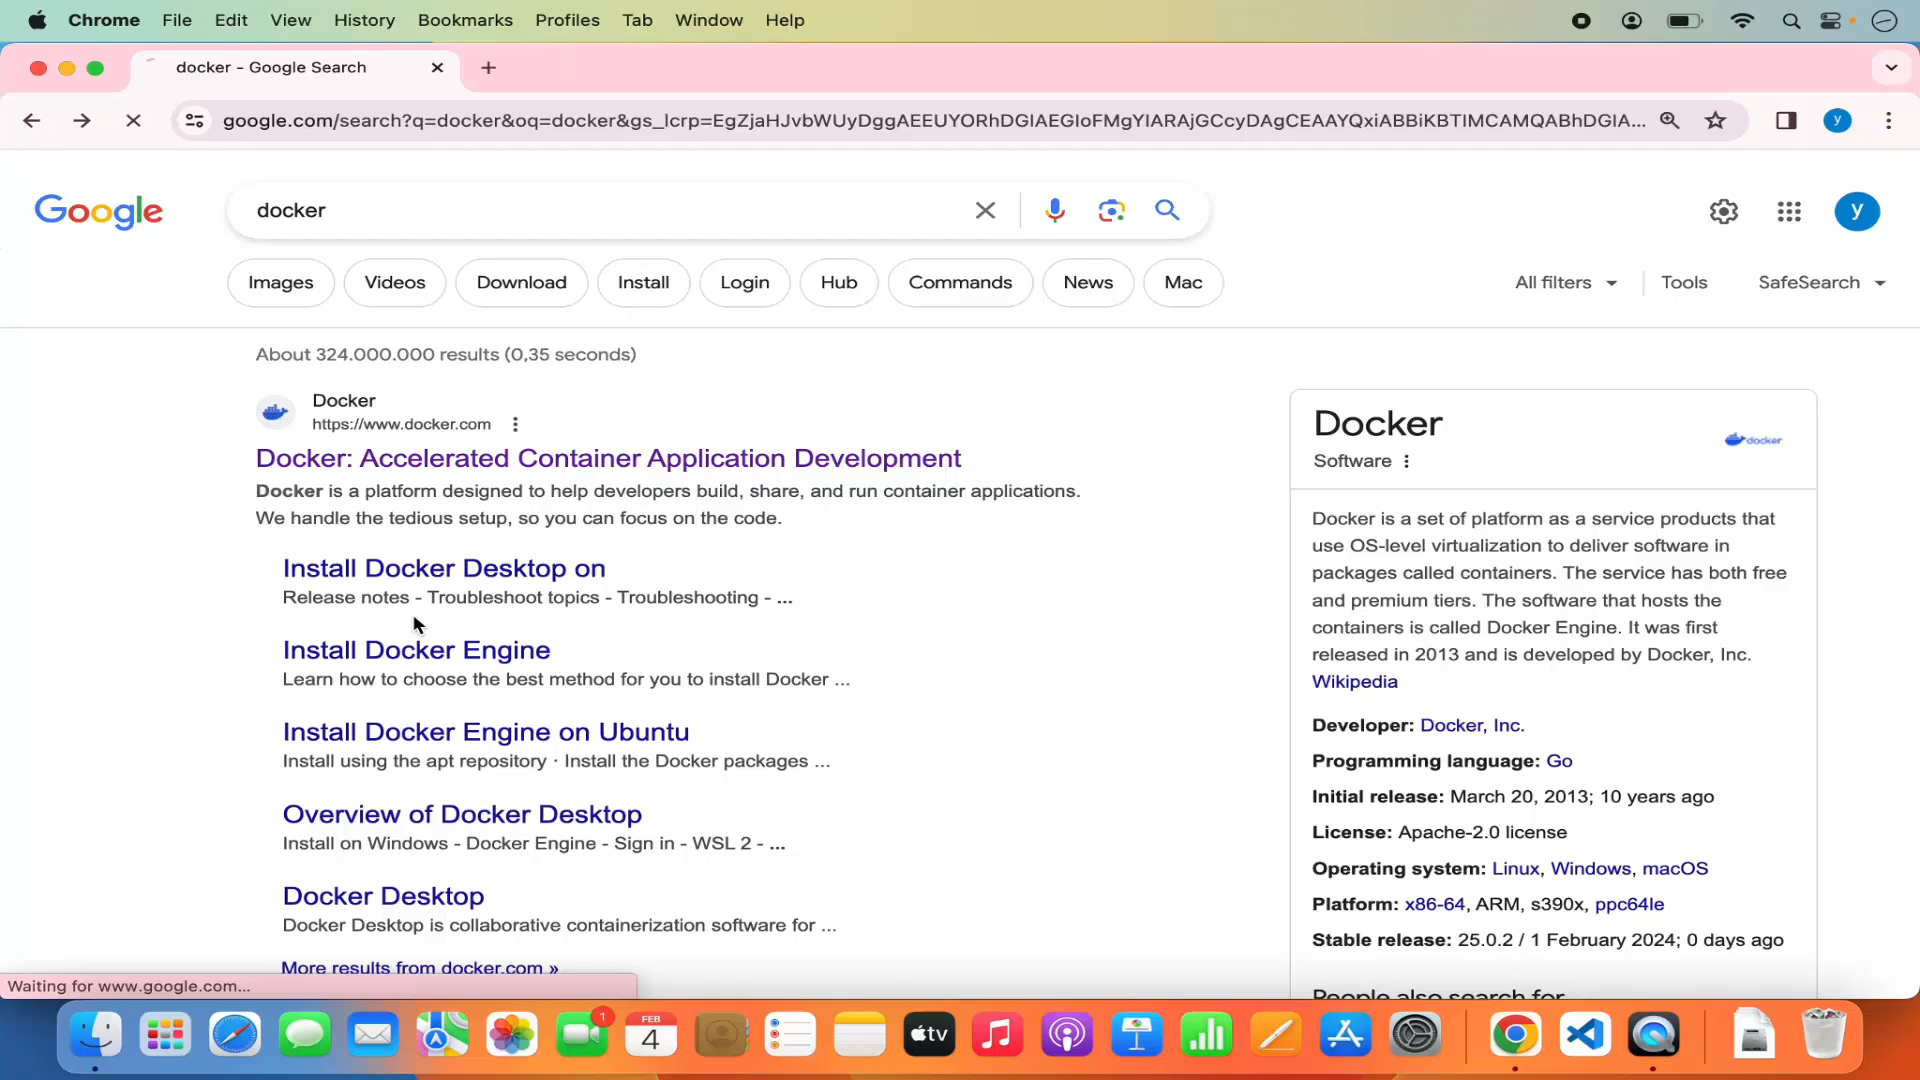 Chrome File Edit View History Bookmarks Profiles Tab Window Help
docker - Google Search
google.com/search?q=docker&oq=docker&gs_lcrp=EgZjaHJvbWUyDggAEEUYORhDGIAEGIoFMgYIARAjGCcyDAgCEAAYQxiABBiKBTIMCAMQABhDGIA...
y
Google
docker
y
Images Videos Download Install Login Hub Commands News Mac
All filters Tools SafeSearch
About 324.000.000 results (0,35 seconds)
Docker
https://www.docker.com
Docker: Accelerated Container Application Development
Docker is a platform designed to help developers build, share, and run container applications.
We handle the tedious setup, so you can focus on the code.
Install Docker Desktop on
Release notes - Troubleshoot topics - Troubleshooting - ...
Install Docker Engine
Learn how to choose the best method for you to install Docker ...
Install Docker Engine on Ubuntu
Install using the apt repository · Install the Docker packages ...
Overview of Docker Desktop
Install on Windows - Docker Engine - Sign in - WSL 2 - ...
Docker Desktop
Docker Desktop is collaborative containerization software for ...
More results from docker.com »
Docker
docker
Software
Docker is a set of platform as a service products that
use OS-level virtualization to deliver software in
packages called containers. The service has both free
and premium tiers. The software that hosts the
containers is called Docker Engine. It was first
released in 2013 and is developed by Docker, Inc.
Wikipedia
Developer: Docker, Inc.
Programming language: Go
Initial release: March 20, 2013; 10 years ago
License: Apache-2.0 license
Operating system: Linux, Windows, macOS
Platform: x86-64, ARM, s390x, ppc64le
Stable release: 25.0.2 / 1 February 2024; 0 days ago
People also search for
Waiting for www.google.com...
1
FEB
4
tv